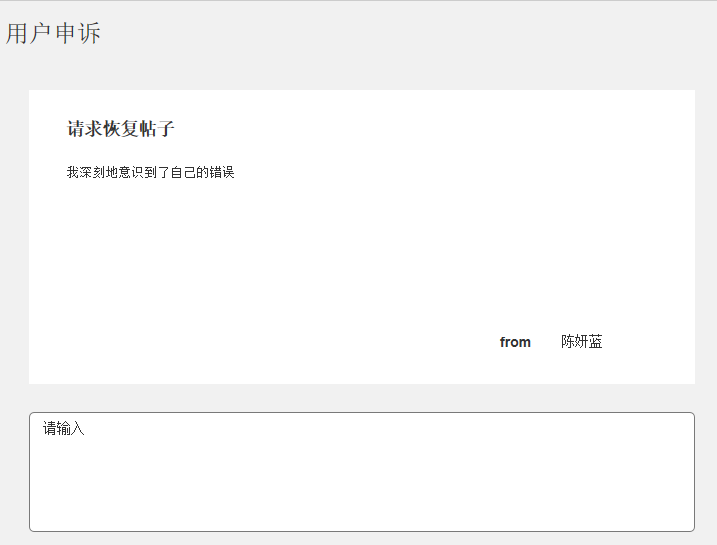 用户申诉
请求恢复帖子
我深刻地意识到了自己的错误
from 陈妍蓝
请输入